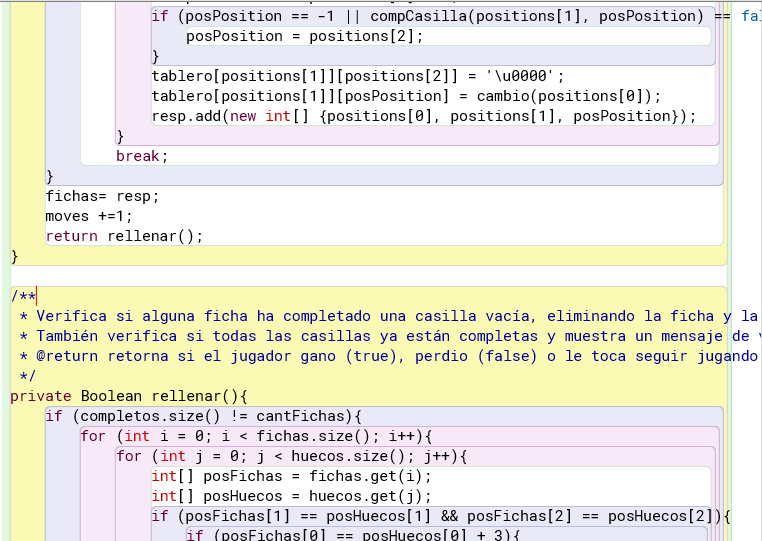 if (posPosition == -1 || compCasilla(positions[1], posPosition) ==
posPosition = positions[2];
}
tablero[positions[1]][positions[2]] = '\u0000';
tablero[positions[1]][posPosition] = cambio(positions[0]);
resp.add(new int[] {positions[0], positions[1], posPosition});
}
break;
}
fichas= resp;
moves +=1;
return rellenar();
}
/**
* Verifica si alguna ficha ha completado una casilla vacía, eliminando la ficha y la
* También verifica si todas las casillas ya están completas y muestra un mensaje de
* @return retorna si el jugador gano (true), perdio (false) o le toca seguir jugando
*/
private Boolean rellenar(){
if (completos.size() != cantFichas){
for (int i = 0; i < fichas.size(); i++){
for (int j = 0; j < huecos.size(); j++){
int[] posFichas = fichas.get(i);
int[] posHuecos = huecos.get(j);
if (posFichas[1] == posHuecos[1] && posFichas[2] == posHuecos[2]){
if (posFichas[0] == posHuecos[0] + 3){